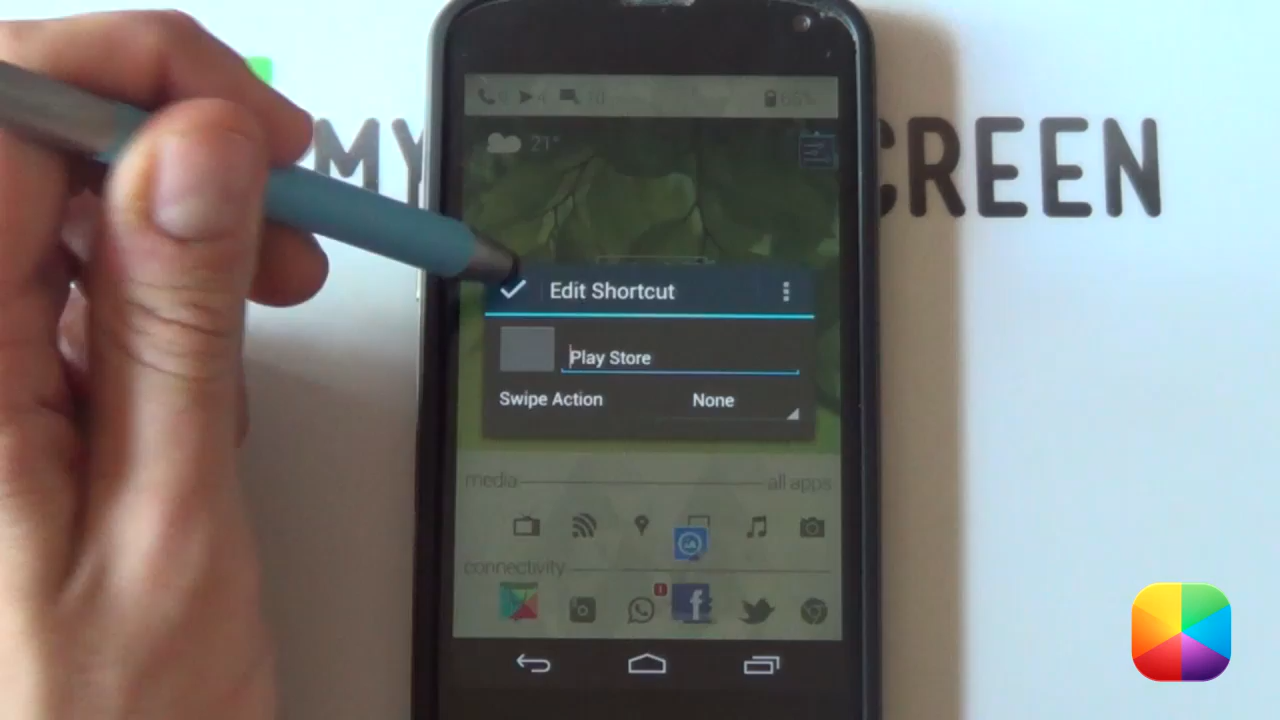 MY
CREEN
21°
Edit Shortcut
Play Store
Swipe Action
None
media
all apps
connectivity
f